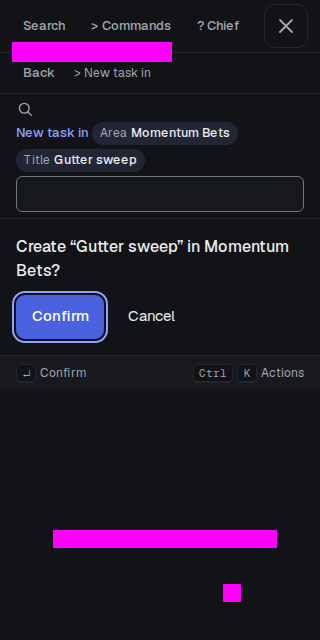 Search > Commands ? Chief
Back > New task in
New task in Area Momentum Bets
Title Gutter sweep
Create “Gutter sweep” in Momentum
Bets?
Confirm Cancel
↵ Confirm Ctrl K Actions